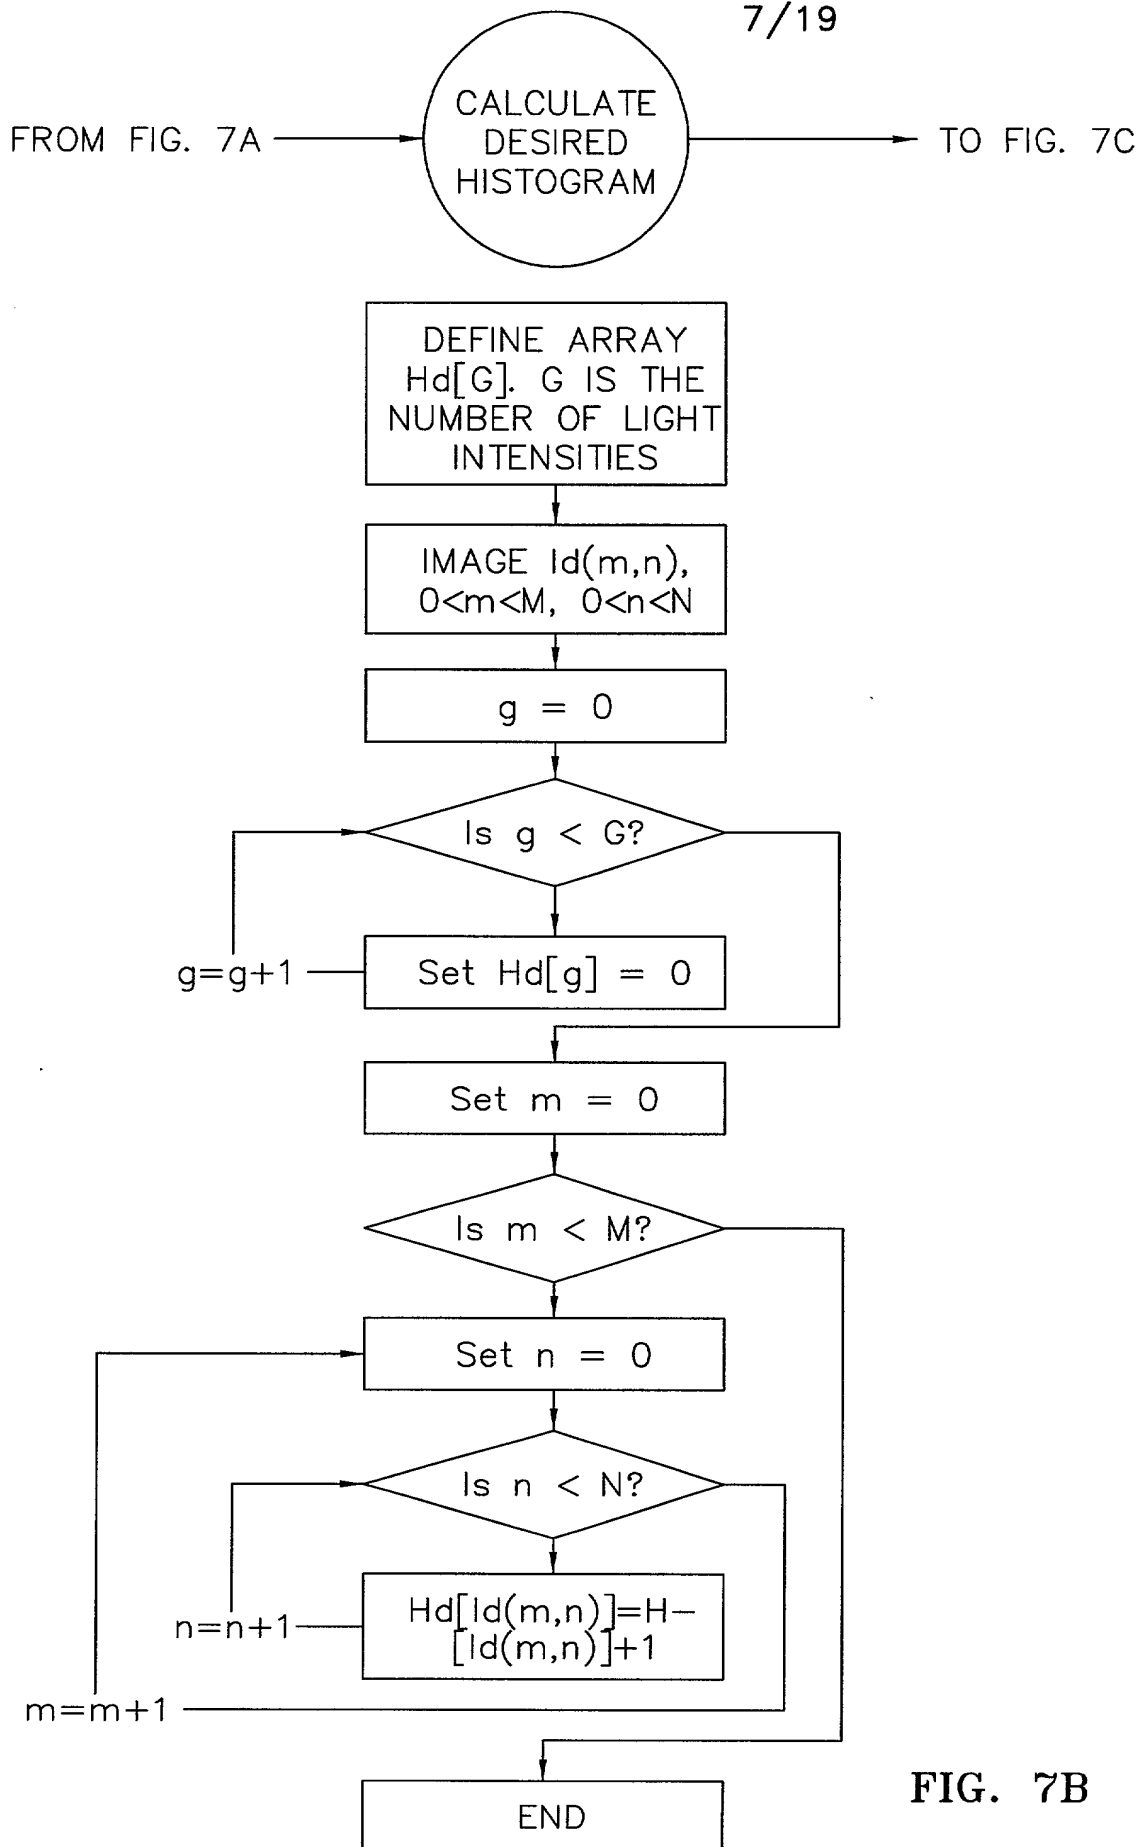 7/19
FROM FIG. 7A
CALCULATE
DESIRED
HISTOGRAM
TO FIG. 7C
DEFINE ARRAY
Hd[G]. G IS THE
NUMBER OF LIGHT
INTENSITIES
IMAGE Id(m,n),
0<m<M, 0<n<N
g = 0
Is g < G?
g=g+1
Set Hd[g] = 0
Set m = 0
Is m < M?
Set n = 0
Is n < N?
Hd[Id(m,n)]=H-
[Id(m,n)]+1
n=n+1
m=m+1
END
FIG. 7B